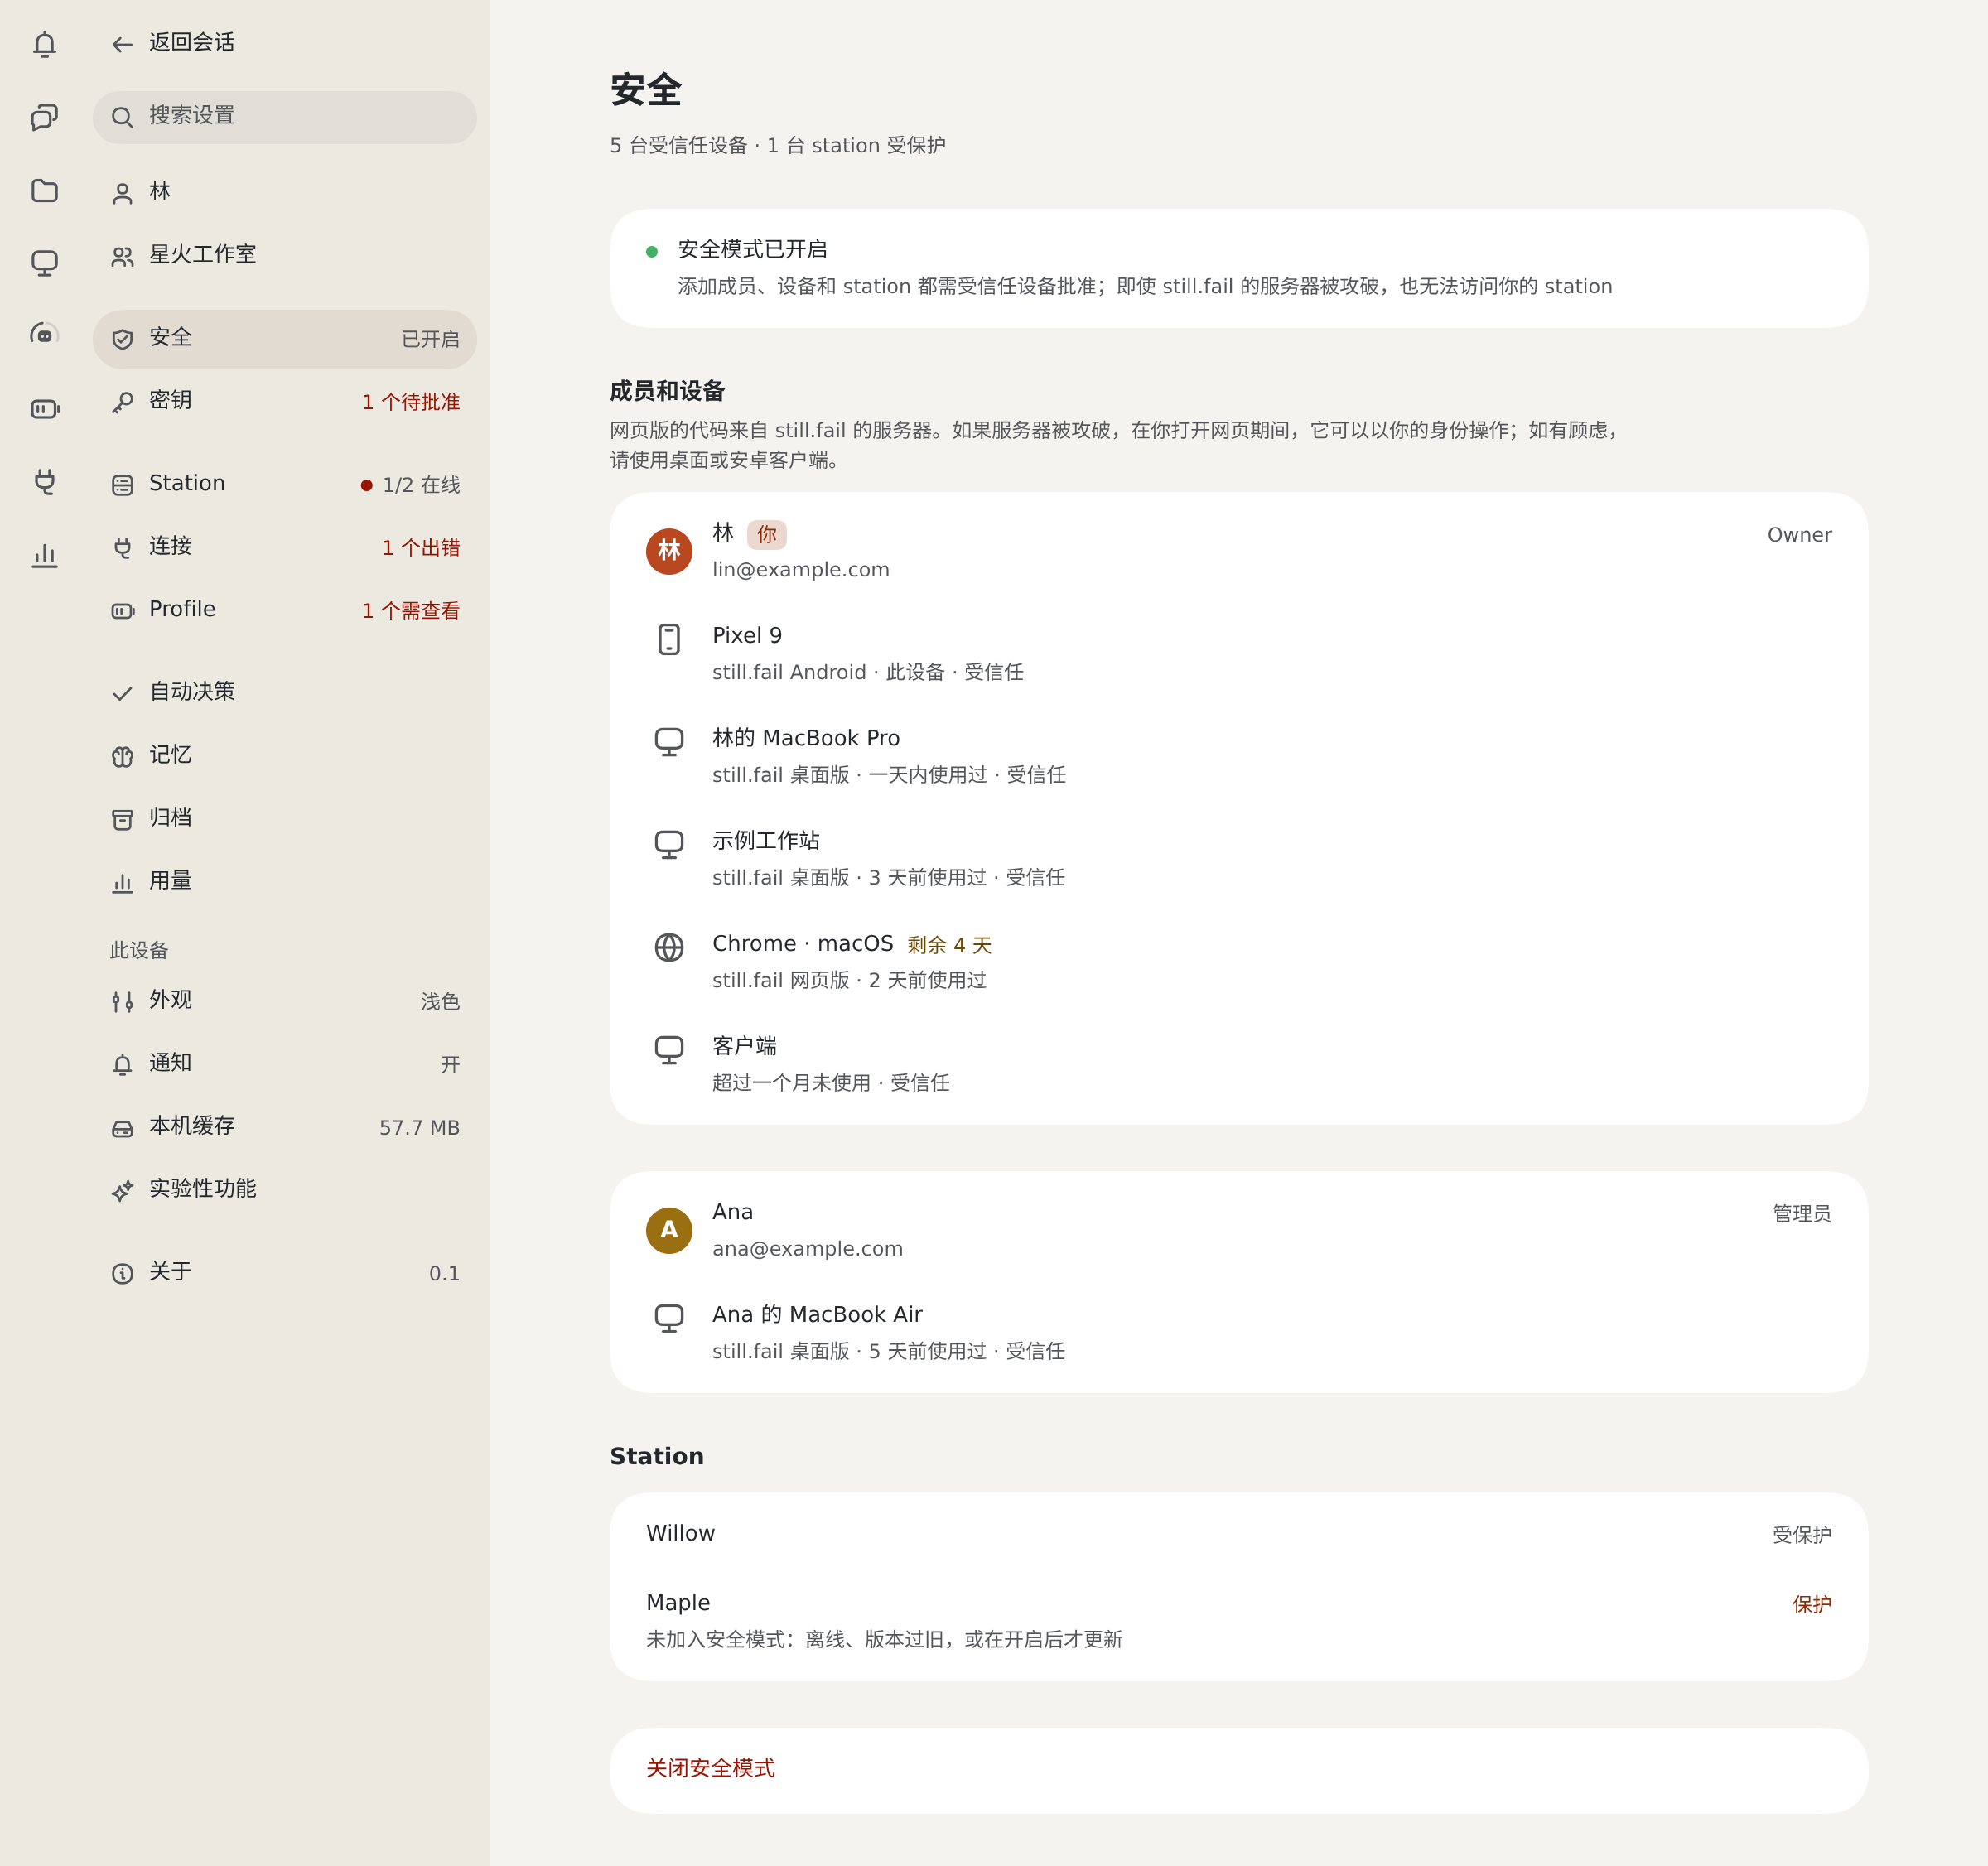 返回会话
搜索设置
林
星火工作室
安全 已开启
密钥 1 个待批准
Station 1/2 在线
连接 1 个出错
Profile 1 个需查看
自动决策
记忆
归档
用量
此设备
外观 浅色
通知 开
本机缓存 57.7 MB
实验性功能
关于 0.1
安全
5 台受信任设备 · 1 台 station 受保护
安全模式已开启
添加成员、设备和 station 都需受信任设备批准；即使 still.fail 的服务器被攻破，也无法访问你的 station
成员和设备
网页版的代码来自 still.fail 的服务器。如果服务器被攻破，在你打开网页期间，它可以以你的身份操作；如有顾虑，
请使用桌面或安卓客户端。
林 林 你 Owner
lin@example.com
Pixel 9
still.fail Android · 此设备 · 受信任
林的 MacBook Pro
still.fail 桌面版 · 一天内使用过 · 受信任
示例工作站
still.fail 桌面版 · 3 天前使用过 · 受信任
Chrome · macOS 剩余 4 天
still.fail 网页版 · 2 天前使用过
客户端
超过一个月未使用 · 受信任
A Ana 管理员
ana@example.com
Ana 的 MacBook Air
still.fail 桌面版 · 5 天前使用过 · 受信任
Station
Willow 受保护
Maple 保护
未加入安全模式：离线、版本过旧，或在开启后才更新
关闭安全模式